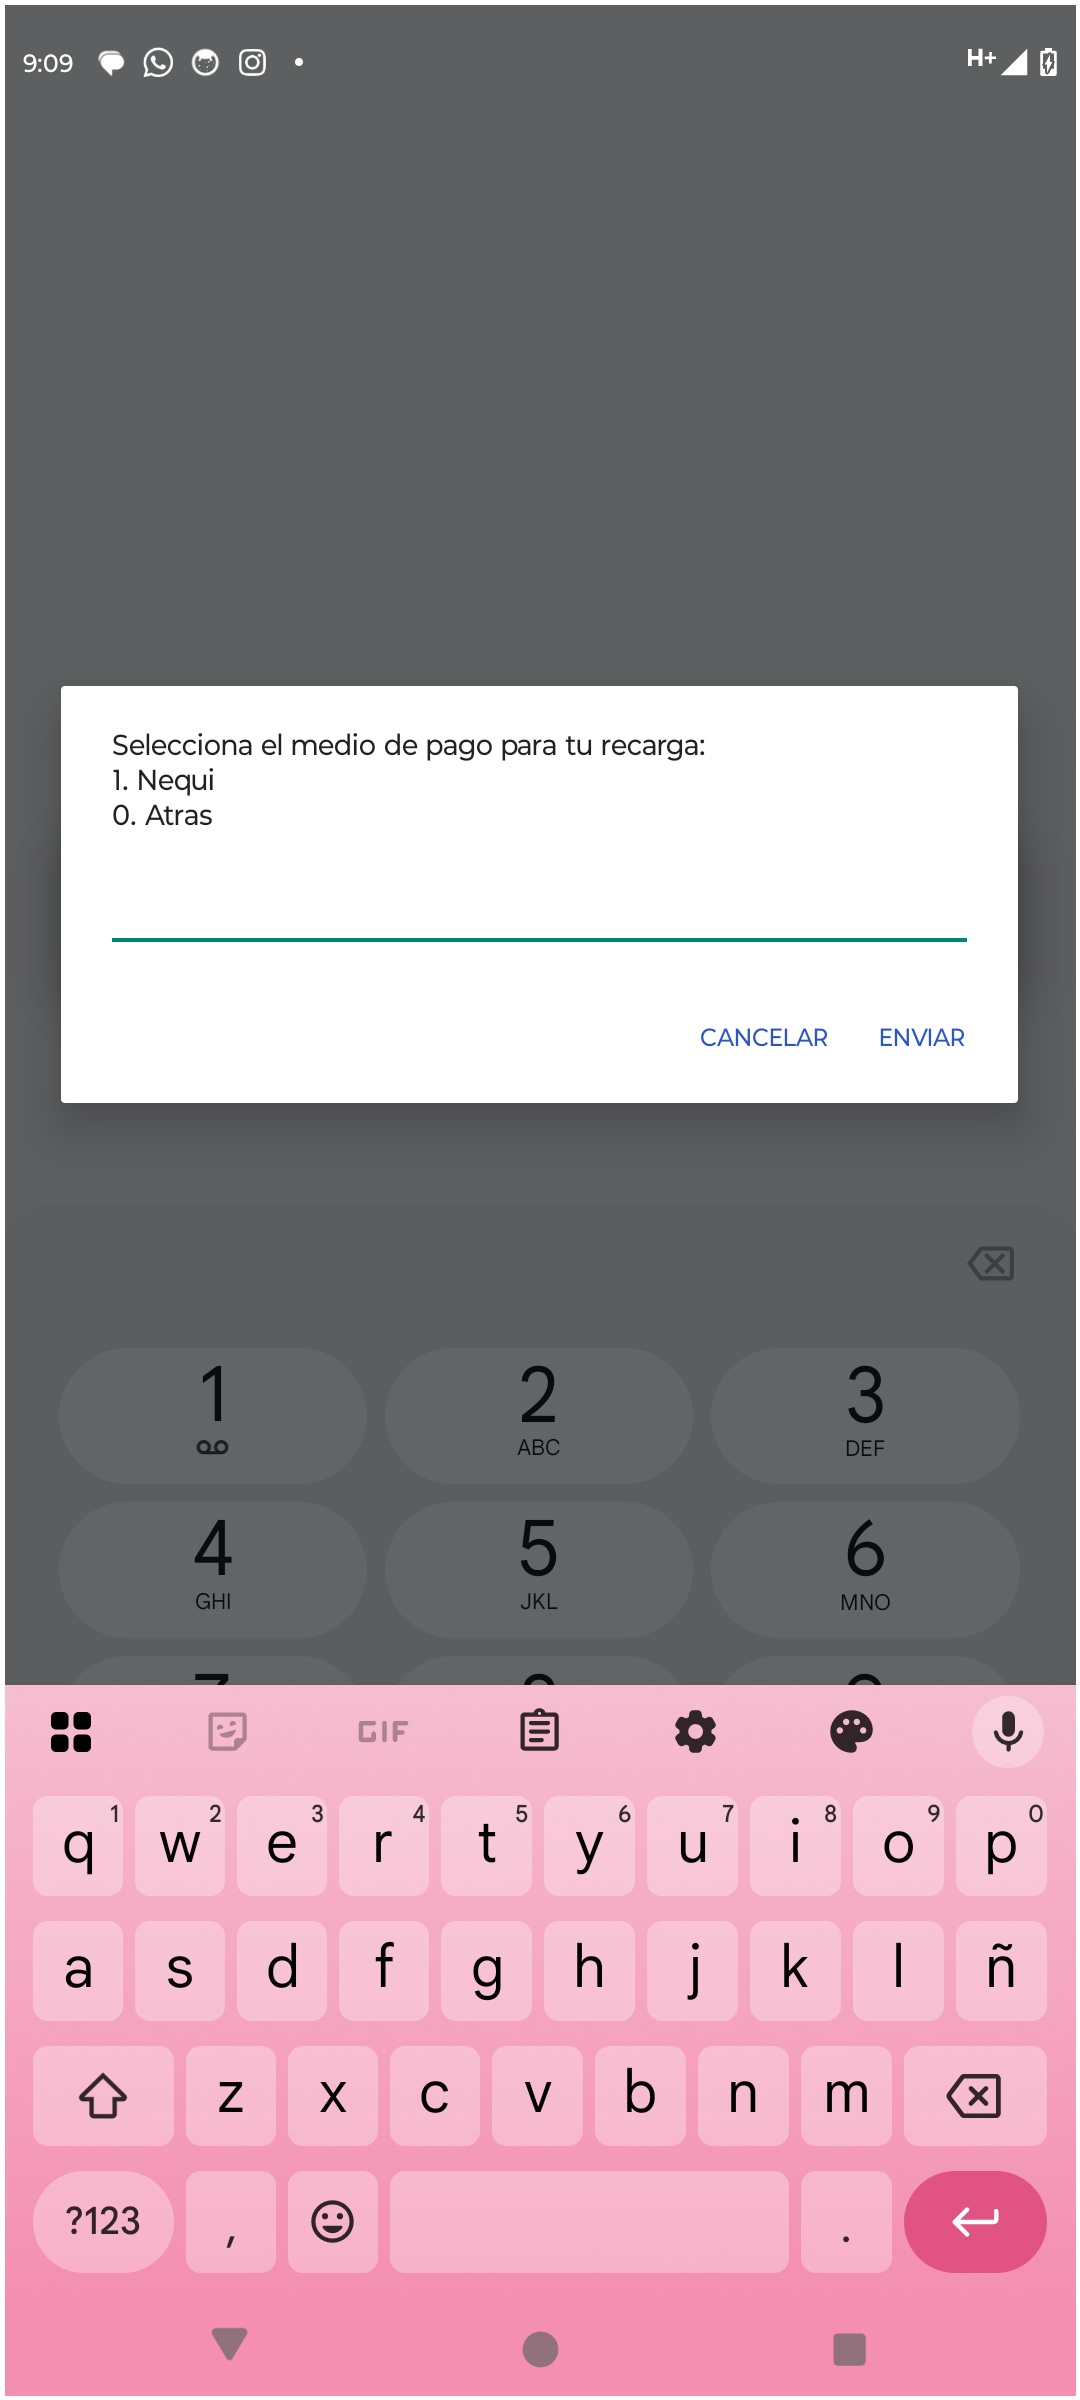 9:09
H+
Selecciona el medio de pago para tu recarga:
1. Nequi
0. Atras
CANCELAR ENVIAR
1 2 3
ABC DEF
4 5 6
GHI JKL MNO
GIF
1 2 3 4 5 6 7 8 9 0
q w e r t y u i o p
a s d f g h j k l ñ
z x c v b n m
?123 , .